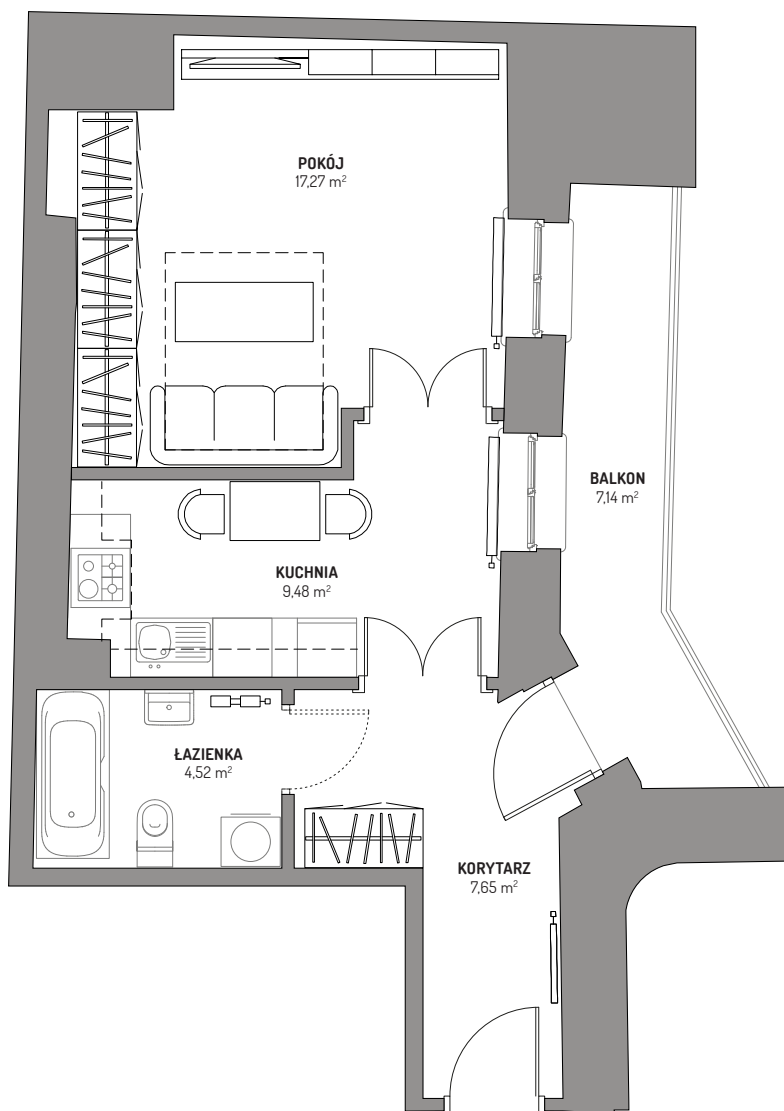 POKÓJ
17,27 m²
BALKON
7,14 m²
KUCHNIA
9,48 m²
ŁAZIENKA
4,52 m²
KORYTARZ
7,65 m²